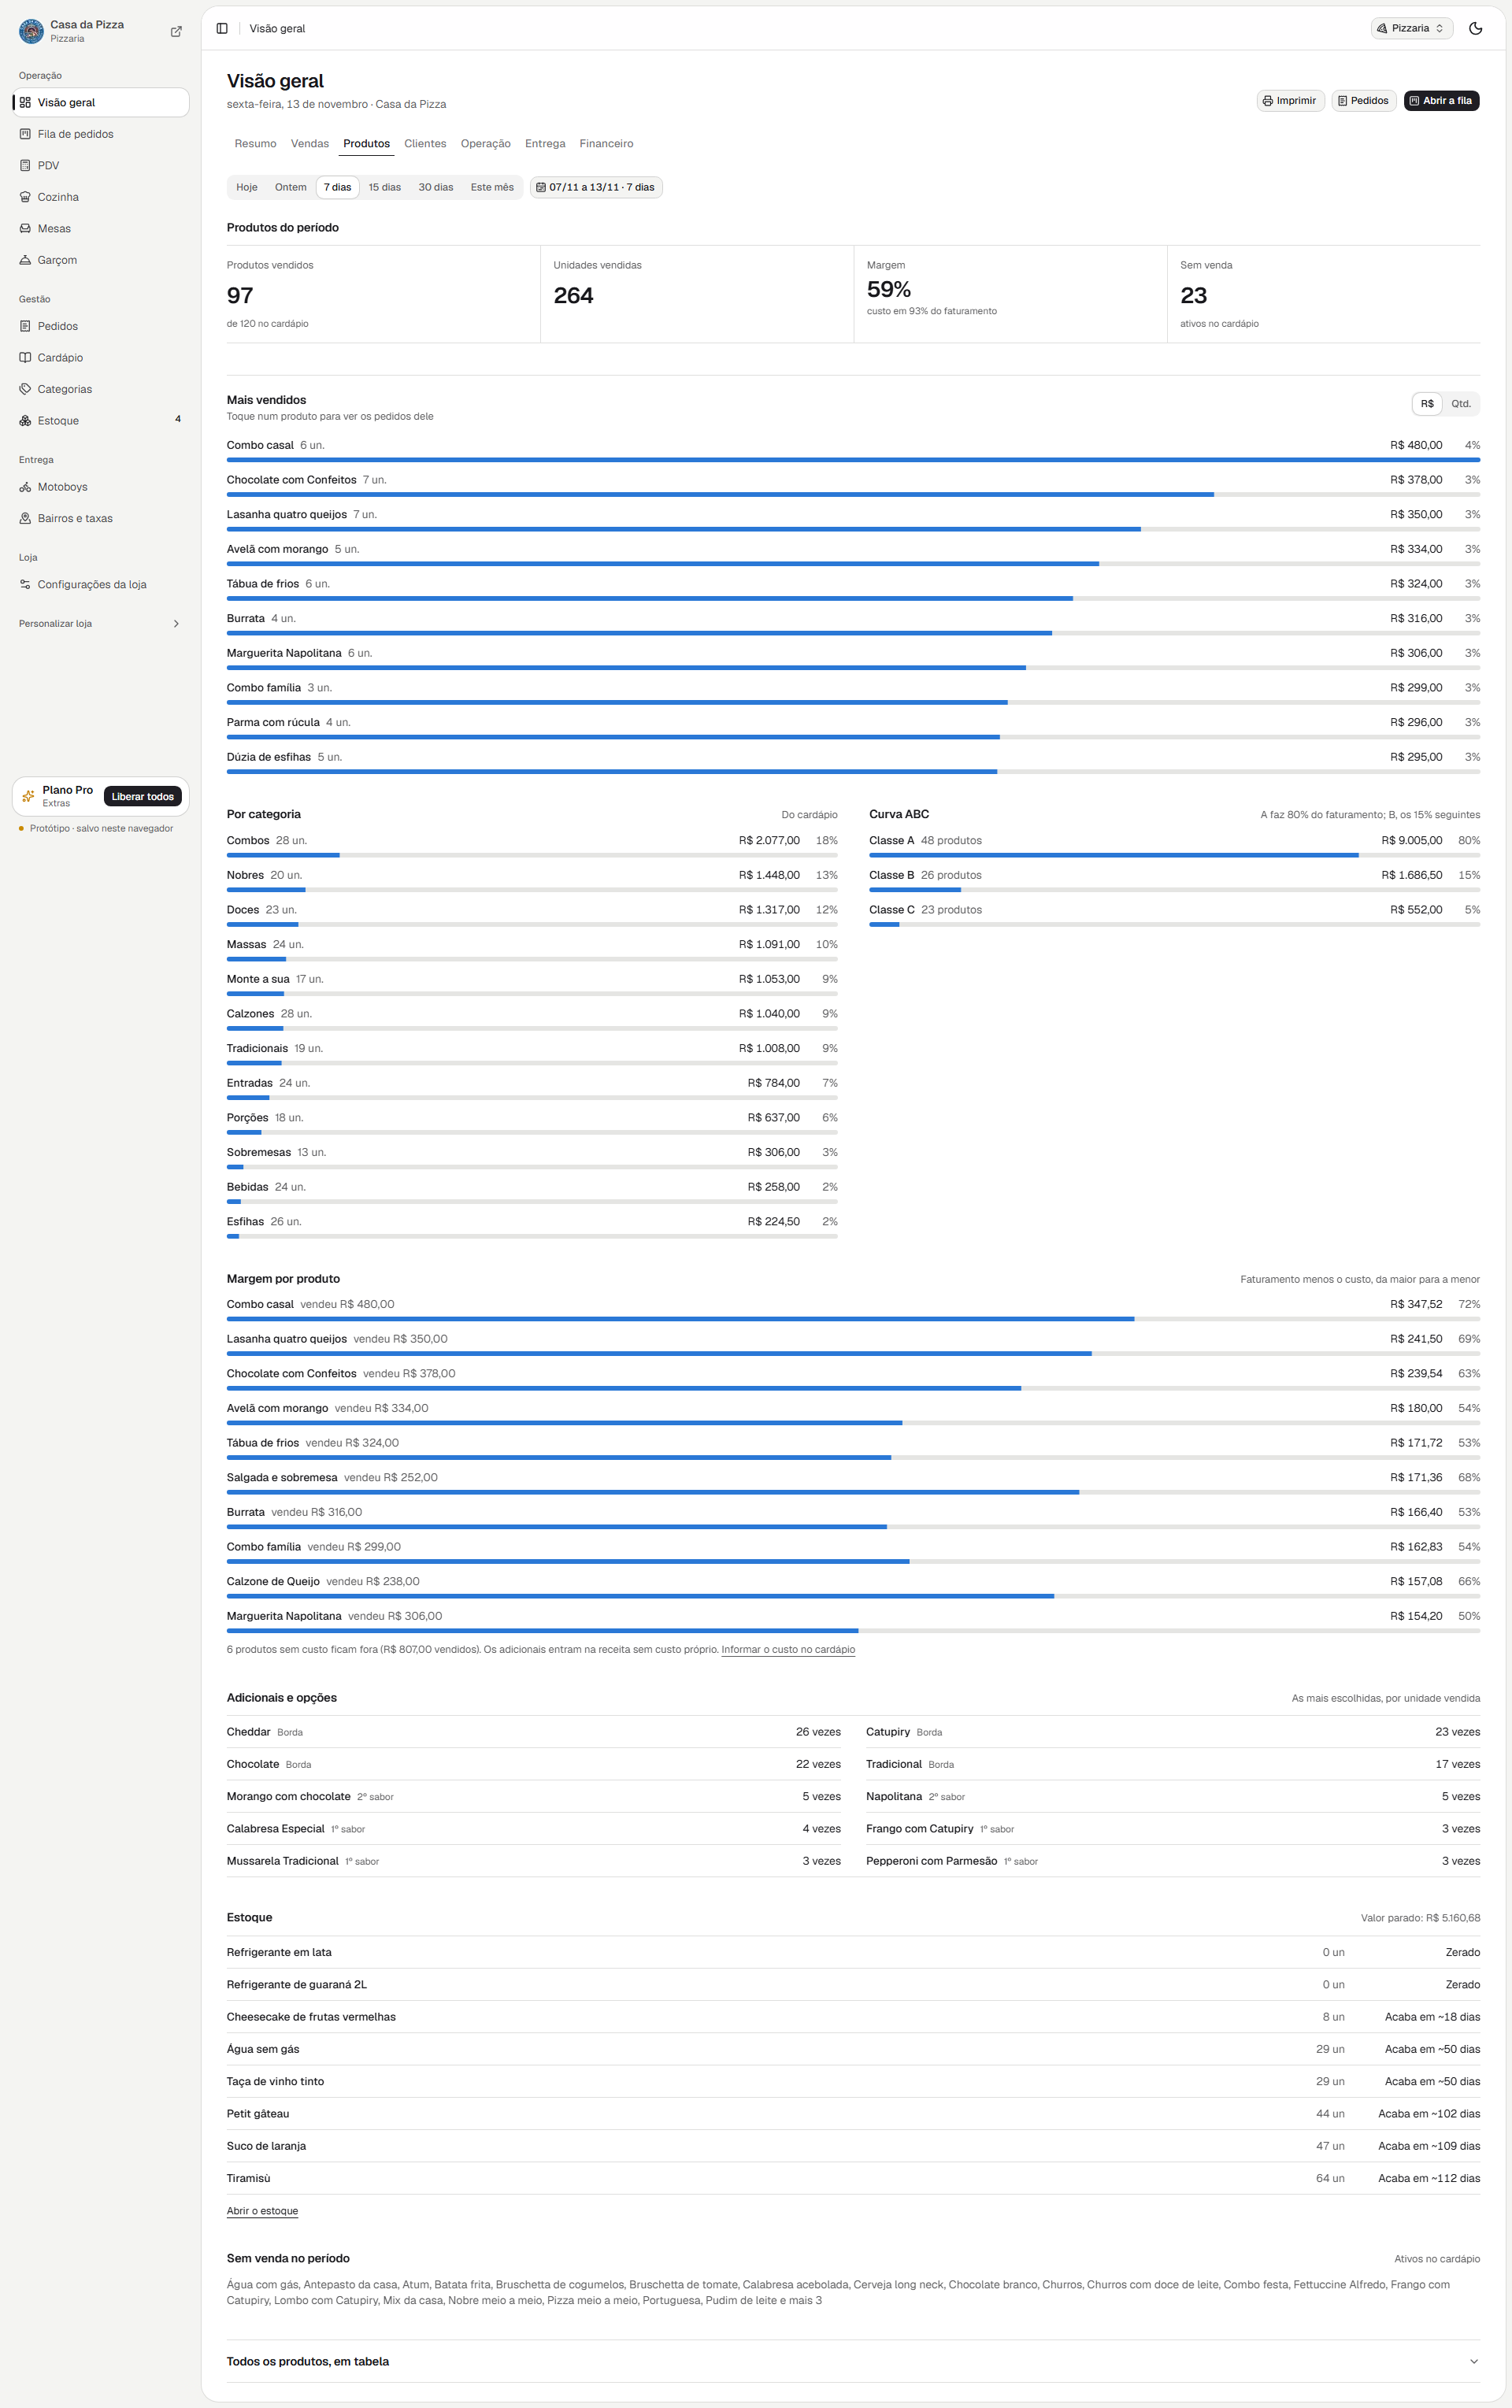 Casa da Pizza
Pizzaria
Operação
Visão geral
Fila de pedidos
PDV
Cozinha
Mesas
Garçom
Gestão
Pedidos
Cardápio
Categorias
Estoque 4
Entrega
Motoboys
Bairros e taxas
Loja
Configurações da loja
Personalizar loja
Plano Pro
Extras
Liberar todos
Protótipo · salvo neste navegador
Visão geral
Pizzaria
Visão geral
sexta-feira, 13 de novembro · Casa da Pizza
Imprimir Pedidos Abrir a fila
Resumo Vendas Produtos Clientes Operação Entrega Financeiro
Hoje Ontem 7 dias 15 dias 30 dias Este mês 07/11 a 13/11 · 7 dias
Produtos do período
Produtos vendidos
97
de 120 no cardápio
Unidades vendidas
264
Margem
59%
custo em 93% do faturamento
Sem venda
23
ativos no cardápio
Mais vendidos
Toque num produto para ver os pedidos dele
R$ Qtd.
Combo casal 6 un. R$ 480,00 4%
Chocolate com Confeitos 7 un. R$ 378,00 3%
Lasanha quatro queijos 7 un. R$ 350,00 3%
Avelã com morango 5 un. R$ 334,00 3%
Tábua de frios 6 un. R$ 324,00 3%
Burrata 4 un. R$ 316,00 3%
Marguerita Napolitana 6 un. R$ 306,00 3%
Combo família 3 un. R$ 299,00 3%
Parma com rúcula 4 un. R$ 296,00 3%
Dúzia de esfihas 5 un. R$ 295,00 3%
Por categoria Do cardápio
Combos 28 un. R$ 2.077,00 18%
Nobres 20 un. R$ 1.448,00 13%
Doces 23 un. R$ 1.317,00 12%
Massas 24 un. R$ 1.091,00 10%
Monte a sua 17 un. R$ 1.053,00 9%
Calzones 28 un. R$ 1.040,00 9%
Tradicionais 19 un. R$ 1.008,00 9%
Entradas 24 un. R$ 784,00 7%
Porções 18 un. R$ 637,00 6%
Sobremesas 13 un. R$ 306,00 3%
Bebidas 24 un. R$ 258,00 2%
Esfihas 26 un. R$ 224,50 2%
Curva ABC A faz 80% do faturamento; B, os 15% seguintes
Classe A 48 produtos R$ 9.005,00 80%
Classe B 26 produtos R$ 1.686,50 15%
Classe C 23 produtos R$ 552,00 5%
Margem por produto Faturamento menos o custo, da maior para a menor
Combo casal vendeu R$ 480,00 R$ 347,52 72%
Lasanha quatro queijos vendeu R$ 350,00 R$ 241,50 69%
Chocolate com Confeitos vendeu R$ 378,00 R$ 239,54 63%
Avelã com morango vendeu R$ 334,00 R$ 180,00 54%
Tábua de frios vendeu R$ 324,00 R$ 171,72 53%
Salgada e sobremesa vendeu R$ 252,00 R$ 171,36 68%
Burrata vendeu R$ 316,00 R$ 166,40 53%
Combo família vendeu R$ 299,00 R$ 162,83 54%
Calzone de Queijo vendeu R$ 238,00 R$ 157,08 66%
Marguerita Napolitana vendeu R$ 306,00 R$ 154,20 50%
6 produtos sem custo ficam fora (R$ 807,00 vendidos). Os adicionais entram na receita sem custo próprio. Informar o custo no cardápio
Adicionais e opções As mais escolhidas, por unidade vendida
Cheddar Borda 26 vezes Catupiry Borda 23 vezes
Chocolate Borda 22 vezes Tradicional Borda 17 vezes
Morango com chocolate 2º sabor 5 vezes Napolitana 2º sabor 5 vezes
Calabresa Especial 1º sabor 4 vezes Frango com Catupiry 1º sabor 3 vezes
Mussarela Tradicional 1º sabor 3 vezes Pepperoni com Parmesão 1º sabor 3 vezes
Estoque Valor parado: R$ 5.160,68
Refrigerante em lata 0 un Zerado
Refrigerante de guaraná 2L 0 un Zerado
Cheesecake de frutas vermelhas 8 un Acaba em ~18 dias
Água sem gás 29 un Acaba em ~50 dias
Taça de vinho tinto 29 un Acaba em ~50 dias
Petit gâteau 44 un Acaba em ~102 dias
Suco de laranja 47 un Acaba em ~109 dias
Tiramisù 64 un Acaba em ~112 dias
Abrir o estoque
Sem venda no período Ativos no cardápio
Água com gás, Antepasto da casa, Atum, Batata frita, Bruschetta de cogumelos, Bruschetta de tomate, Calabresa acebolada, Cerveja long neck, Chocolate branco, Churros, Churros com doce de leite, Combo festa, Fettuccine Alfredo, Frango com
Catupiry, Lombo com Catupiry, Mix da casa, Nobre meio a meio, Pizza meio a meio, Portuguesa, Pudim de leite e mais 3
Todos os produtos, em tabela